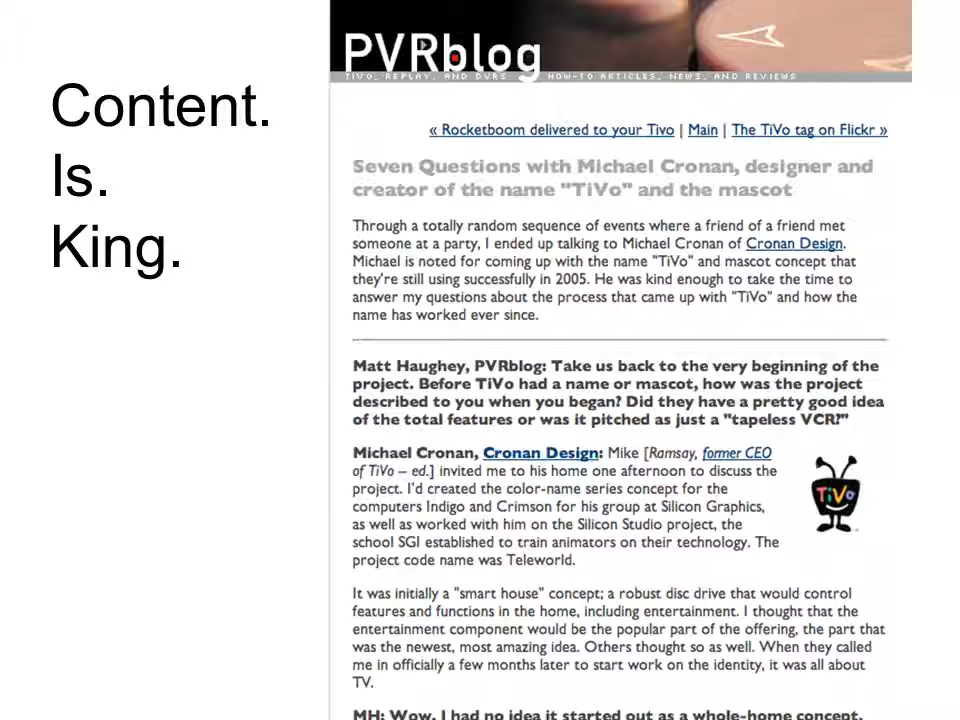 Content.
Is.
King.
PVRblog
TIVO, REPLAY, AND DVRS HOW-TO ARTICLES, NEWS, AND REVIEWS
« Rocketboom delivered to your Tivo | Main | The TiVo tag on Flickr »
Seven Questions with Michael Cronan, designer and
creator of the name "TiVo" and the mascot
Through a totally random sequence of events where a friend of a friend met
someone at a party, I ended up talking to Michael Cronan of Cronan Design.
Michael is noted for coming up with the name "TiVo" and mascot concept that
they're still using successfully in 2005. He was kind enough to take the time to
answer my questions about the process that came up with "TiVo" and how the
name has worked ever since.
Matt Haughey, PVRblog: Take us back to the very beginning of the
project. Before TiVo had a name or mascot, how was the project
described to you when you began? Did they have a pretty good idea
of the total features or was it pitched as just a "tapeless VCR?"
Michael Cronan, Cronan Design: Mike [Ramsay, former CEO
of TiVo – ed.] invited me to his home one afternoon to discuss the
project. I'd created the color-name series concept for the
computers Indigo and Crimson for his group at Silicon Graphics,
as well as worked with him on the Silicon Studio project, the
school SGI established to train animators on their technology. The
project code name was Teleworld.
TiVo
It was initially a "smart house" concept; a robust disc drive that would control
features and functions in the home, including entertainment. I thought that the
entertainment component would be the popular part of the offering, the part that
was the newest, most amazing idea. Others thought so as well. When they called
me in officially a few months later to start work on the identity, it was all about
TV.
MH: Wow, I had no idea it started out as a whole-home concept.